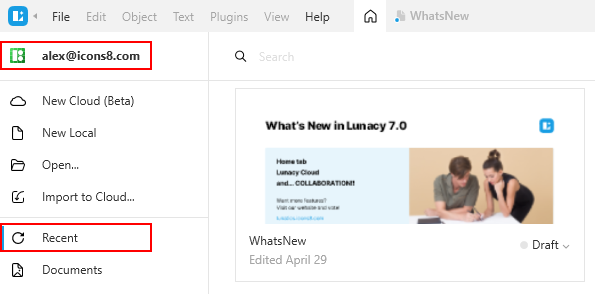 File Edit Object Text Plugins View Help WhatsNew
alex@icons8.com
Search
New Cloud (Beta)
New Local
Open...
Import to Cloud...
Recent
Documents
What's New in Lunacy 7.0
Home tab
Lunacy Cloud
and... COLLABORATION!!
Want more features?
Visit our website and vote!
WhatsNew
Draft
Edited April 29